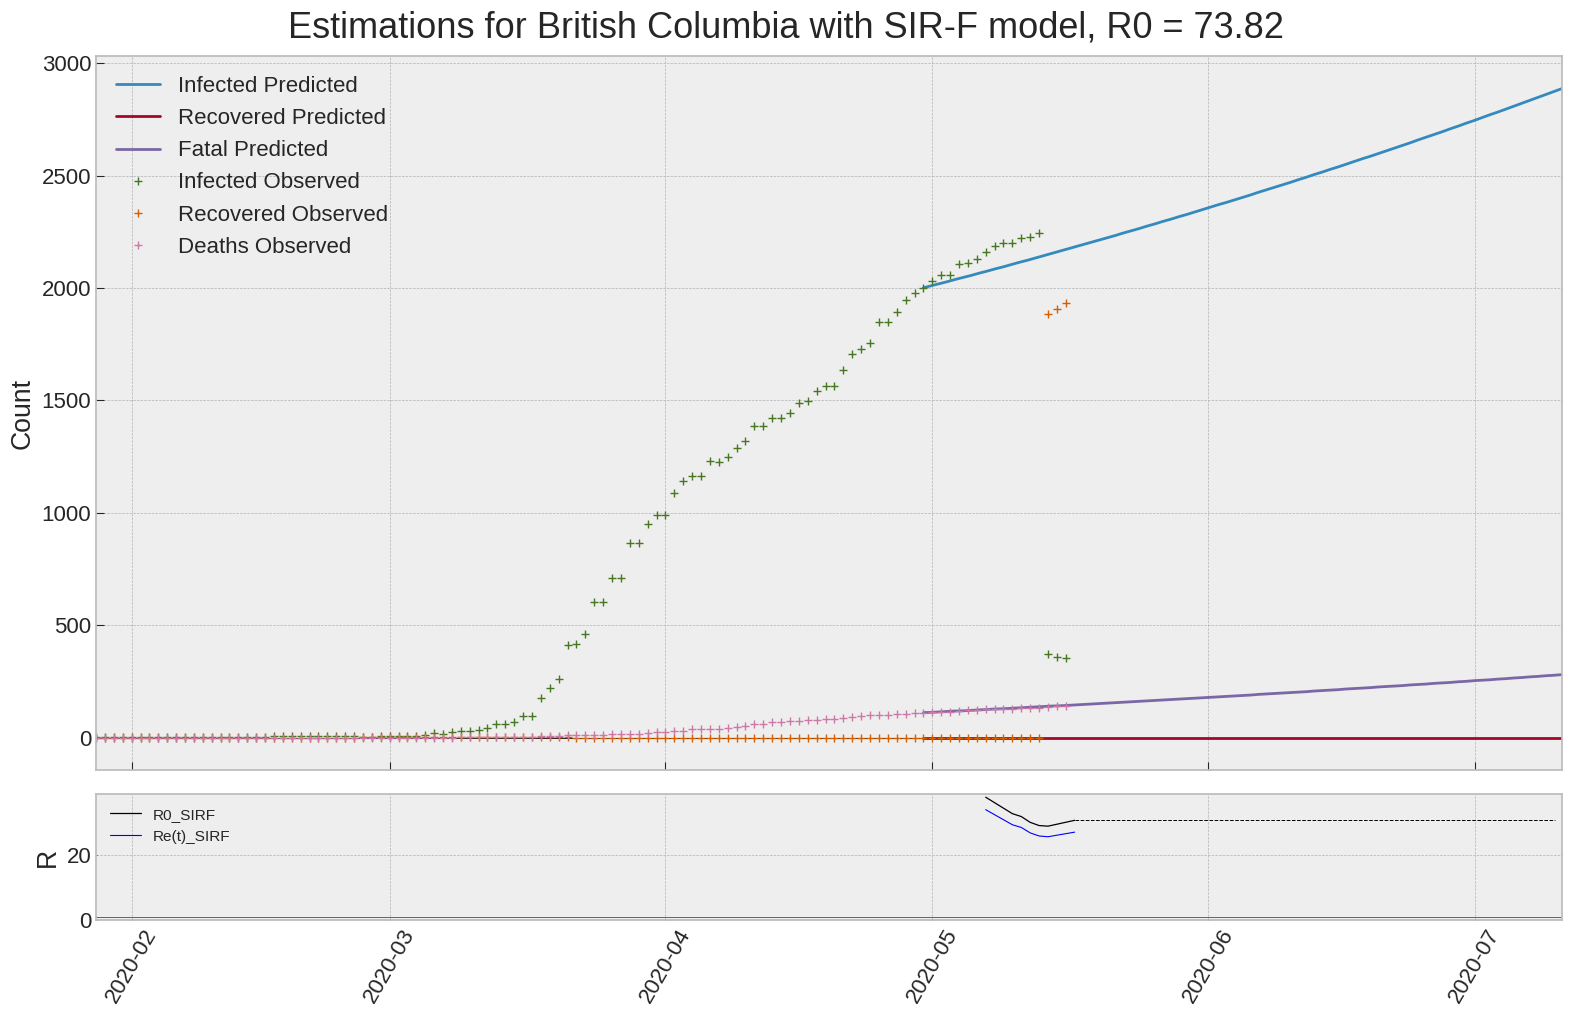 Estimations for British Columbia with SIR-F model, R0 = 73.82
3000
2500
2000
1500
1000
500
0
Count
Infected Predicted
Recovered Predicted
Fatal Predicted
Infected Observed
Recovered Observed
Deaths Observed
R0_SIRF
Re(t)_SIRF
R
20
0
2020-02
2020-03
2020-04
2020-05
2020-06
2020-07